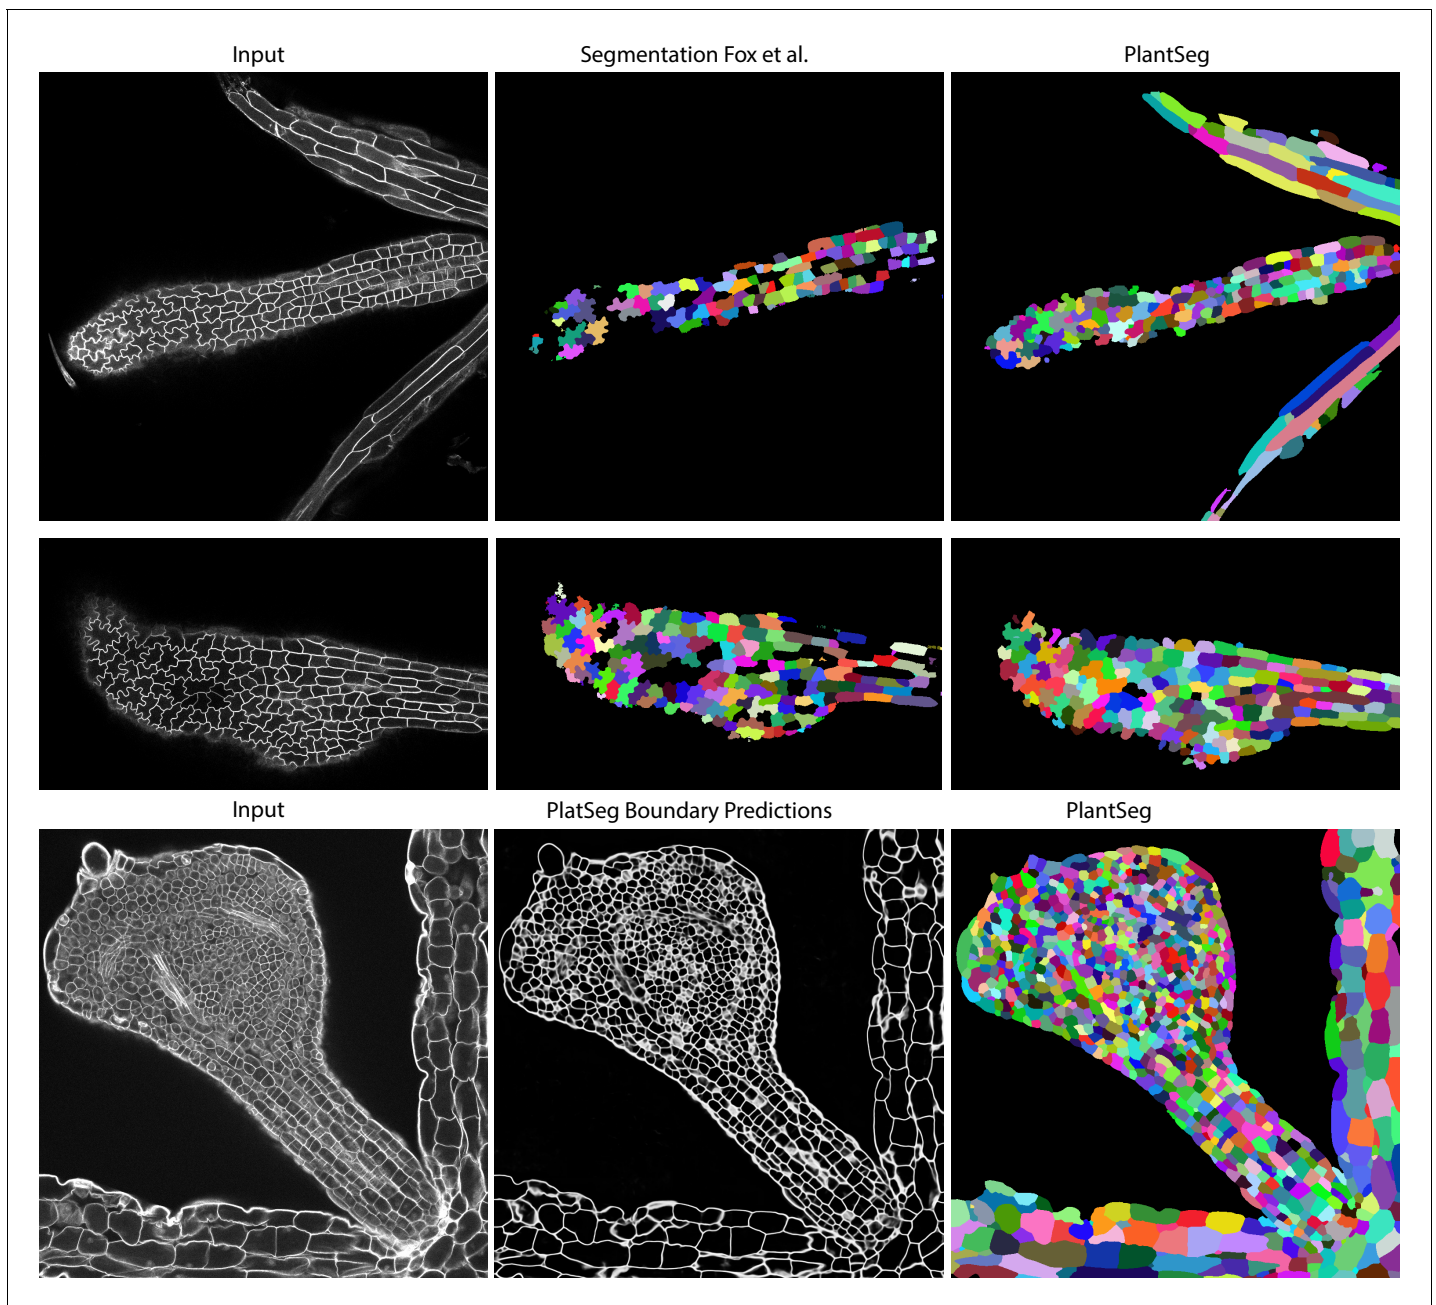 Input
Segmentation Fox et al.
PlantSeg
Input
PlatSeg Boundary Predictions
PlantSeg